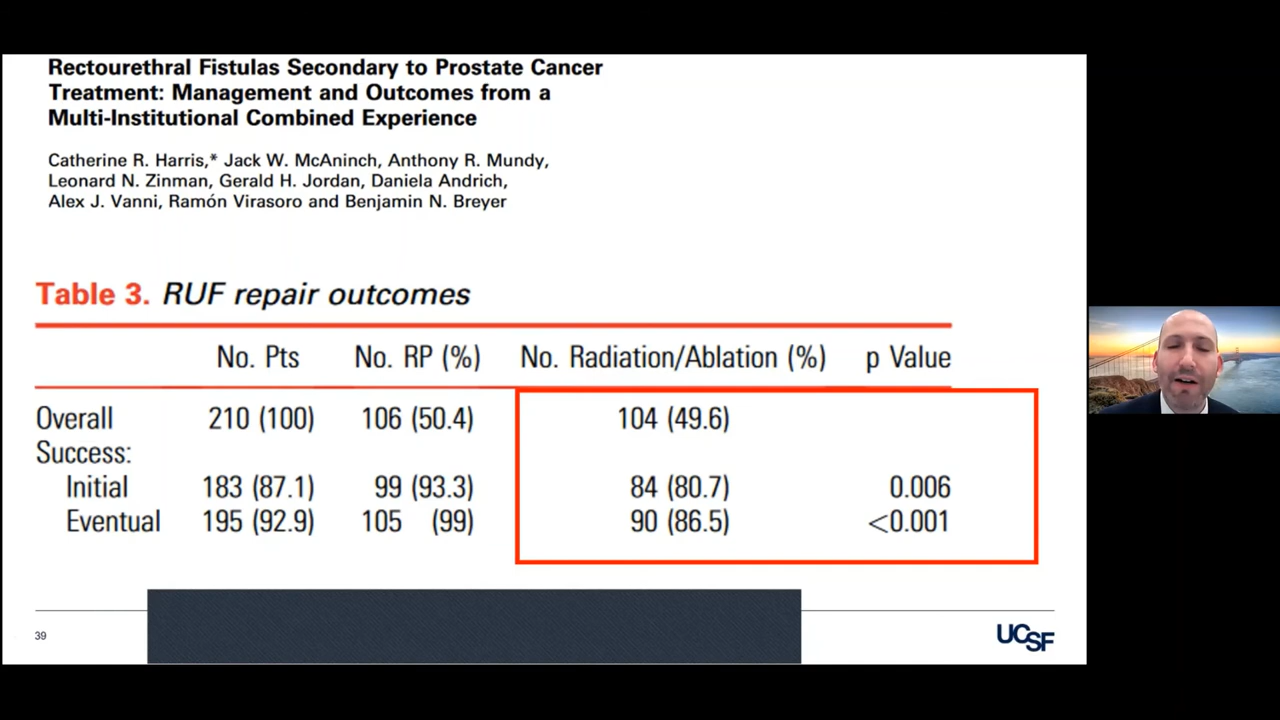 Rectourethral Fistulas Secondary to Prostate Cancer
Treatment: Management and Outcomes from a
Multi-Institutional Combined Experience
Catherine R. Harris,* Jack W. McAninch, Anthony R. Mundy,
Leonard N. Zinman, Gerald H. Jordan, Daniela Andrich,
Alex J. Vanni, Ramón Virasoro and Benjamin N. Breyer
Table 3. RUF repair outcomes
No. Pts No. RP (%) No. Radiation/Ablation (%) p Value
Overall 210 (100) 106 (50.4) 104 (49.6)
Success:
Initial 183 (87.1) 99 (93.3) 84 (80.7) 0.006
Eventual 195 (92.9) 105 (99) 90 (86.5) <0.001
39
UCSF